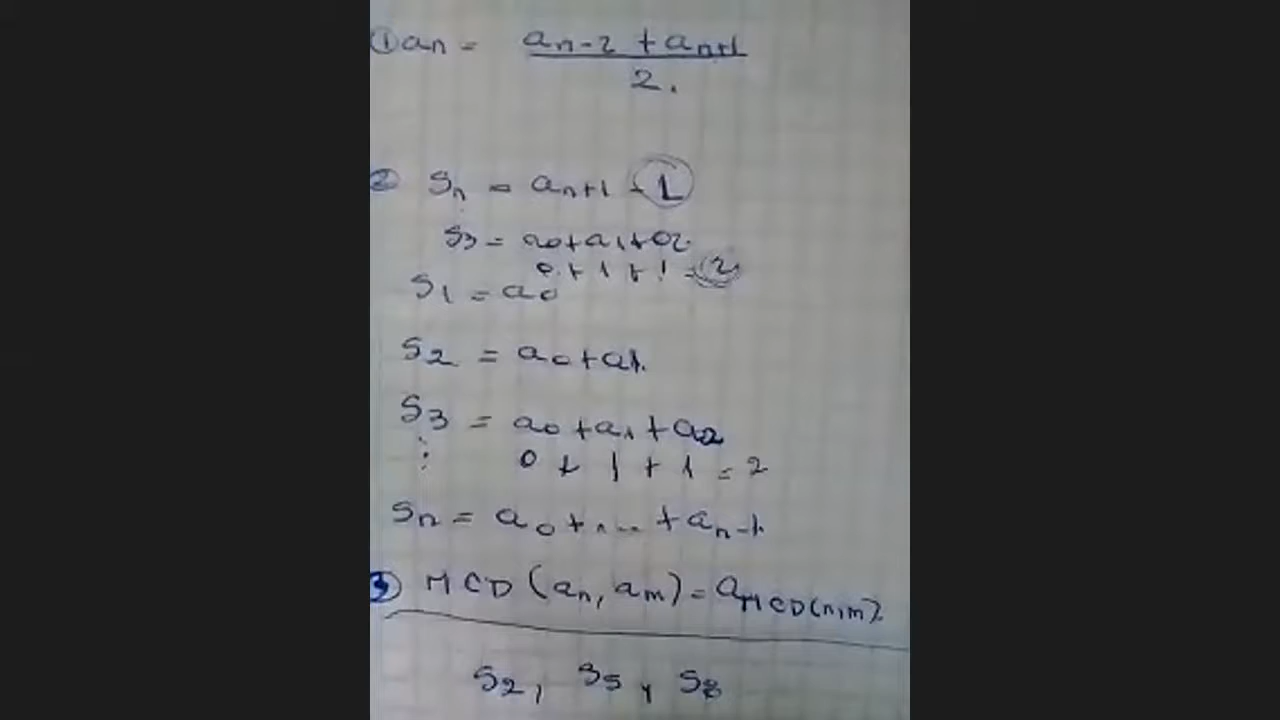 ① an = an-2 + an+1
2.
② Sn = an+1 - 1
S3 = a0 + a1 + a2.
0 + 1 + 1 = 2
S1 = a0
S2 = a0 + a1.
S3 = a0 + a1 + a2
⋮ 0 + 1 + 1 = 2
Sn = a0 + ... + an-1.
③ MCD (an, am) = aMCD(n,m).
S2, S5, S8